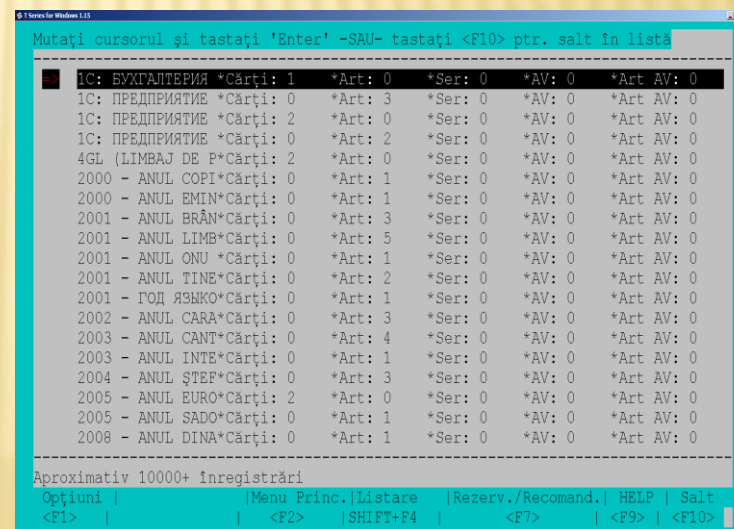 T Series for Windows 1.15
Mutați cursorul și tastați 'Enter' -SAU- tastați <F10> ptr. salt în listă
=> 1C: БУХГАЛТЕРИЯ *Cărți: 1 *Art: 0 *Ser: 0 *AV: 0 *Art AV: 0
1C: ПРЕДПРИЯТИЕ *Cărți: 0 *Art: 3 *Ser: 0 *AV: 0 *Art AV: 0
1C: ПРЕДПРИЯТИЕ *Cărți: 2 *Art: 0 *Ser: 0 *AV: 0 *Art AV: 0
1C: ПРЕДПРИЯТИЕ *Cărți: 0 *Art: 2 *Ser: 0 *AV: 0 *Art AV: 0
4GL (LIMBAJ DE P*Cărți: 2 *Art: 0 *Ser: 0 *AV: 0 *Art AV: 0
2000 - ANUL COPI*Cărți: 0 *Art: 1 *Ser: 0 *AV: 0 *Art AV: 0
2000 - ANUL EMIN*Cărți: 0 *Art: 1 *Ser: 0 *AV: 0 *Art AV: 0
2001 - ANUL BRÂN*Cărți: 0 *Art: 3 *Ser: 0 *AV: 0 *Art AV: 0
2001 - ANUL LIMB*Cărți: 0 *Art: 5 *Ser: 0 *AV: 0 *Art AV: 0
2001 - ANUL ONU *Cărți: 0 *Art: 1 *Ser: 0 *AV: 0 *Art AV: 0
2001 - ANUL TINE*Cărți: 0 *Art: 2 *Ser: 0 *AV: 0 *Art AV: 0
2001 - ГОД ЯЗЫКО*Cărți: 0 *Art: 1 *Ser: 0 *AV: 0 *Art AV: 0
2002 - ANUL CARA*Cărți: 0 *Art: 3 *Ser: 0 *AV: 0 *Art AV: 0
2003 - ANUL CANT*Cărți: 0 *Art: 4 *Ser: 0 *AV: 0 *Art AV: 0
2003 - ANUL INTE*Cărți: 0 *Art: 1 *Ser: 0 *AV: 0 *Art AV: 0
2004 - ANUL ȘTEF*Cărți: 0 *Art: 3 *Ser: 0 *AV: 0 *Art AV: 0
2005 - ANUL EURO*Cărți: 2 *Art: 0 *Ser: 0 *AV: 0 *Art AV: 0
2005 - ANUL SADO*Cărți: 0 *Art: 1 *Ser: 0 *AV: 0 *Art AV: 0
2008 - ANUL DINA*Cărți: 0 *Art: 1 *Ser: 0 *AV: 0 *Art AV: 0
Aproximativ 10000+ înregistrări
Opțiuni | |Menu Princ.|Listare |Rezerv./Recomand.| HELP | Salt
<F1> | | <F2> |SHIFT+F4 | <F7> | <F9> | <F10>